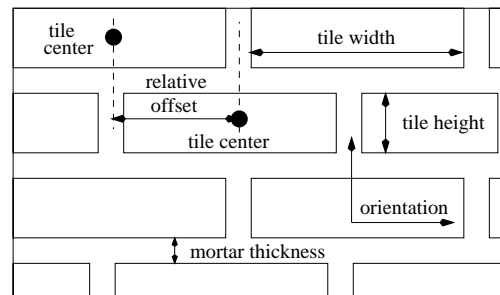 tile
center
tile width
relative
offset
tile height
tile center
orientation
mortar thickness